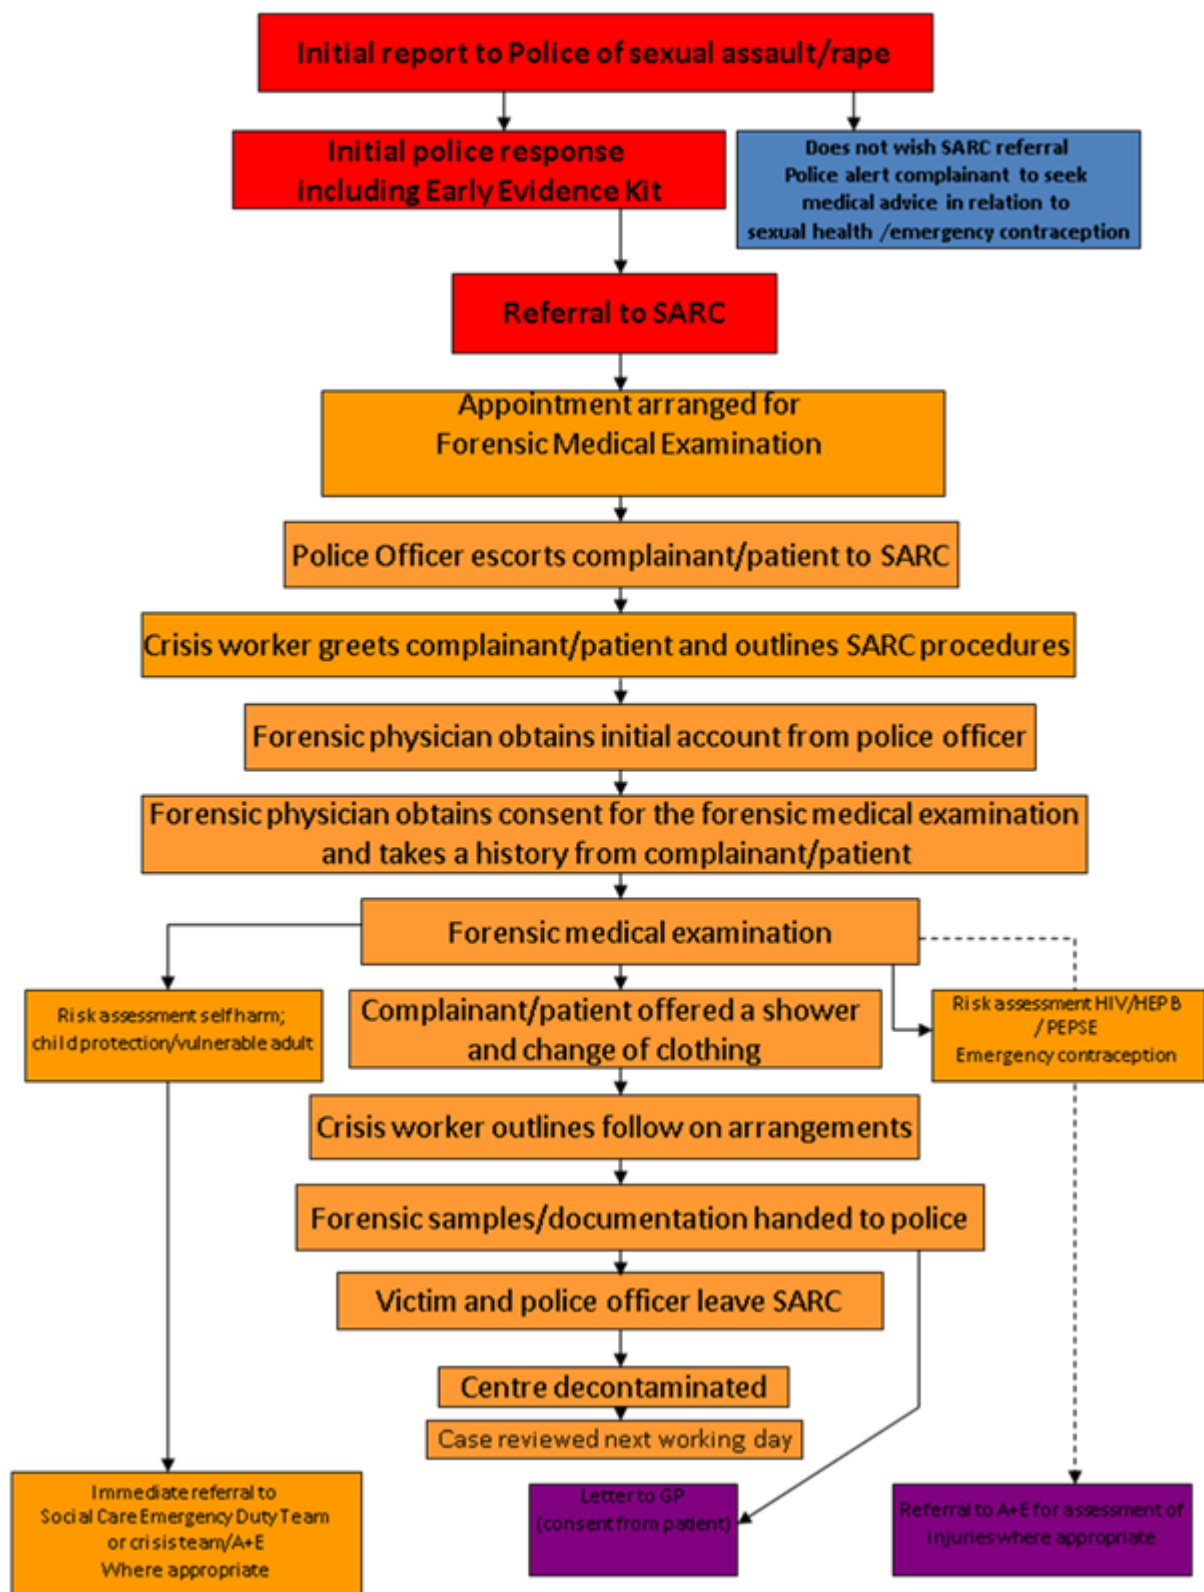 Initial report to Police of sexual assault/rape
Initial police response
including Early Evidence Kit
Does not wish SARC referral
Police alert complainant to seek
medical advice in relation to
sexual health /emergency contraception
Referral to SARC
Appointment arranged for
Forensic Medical Examination
Police Officer escorts complainant/patient to SARC
Crisis worker greets complainant/patient and outlines SARC procedures
Forensic physician obtains initial account from police officer
Forensic physician obtains consent for the forensic medical examination
and takes a history from complainant/patient
Forensic medical examination
Risk assessment self harm;
child protection/vulnerable adult
Complainant/patient offered a shower
and change of clothing
Risk assessment HIV/HEP B
/ PEPSE
Emergency contraception
Crisis worker outlines follow on arrangements
Forensic samples/documentation handed to police
Victim and police officer leave SARC
Centre decontaminated
Case reviewed next working day
Immediate referral to
Social Care Emergency Duty Team
or crisis team/A+E
Where appropriate
Letter to GP
(consent from patient)
Referral to A+E for assessment of
injuries where appropriate